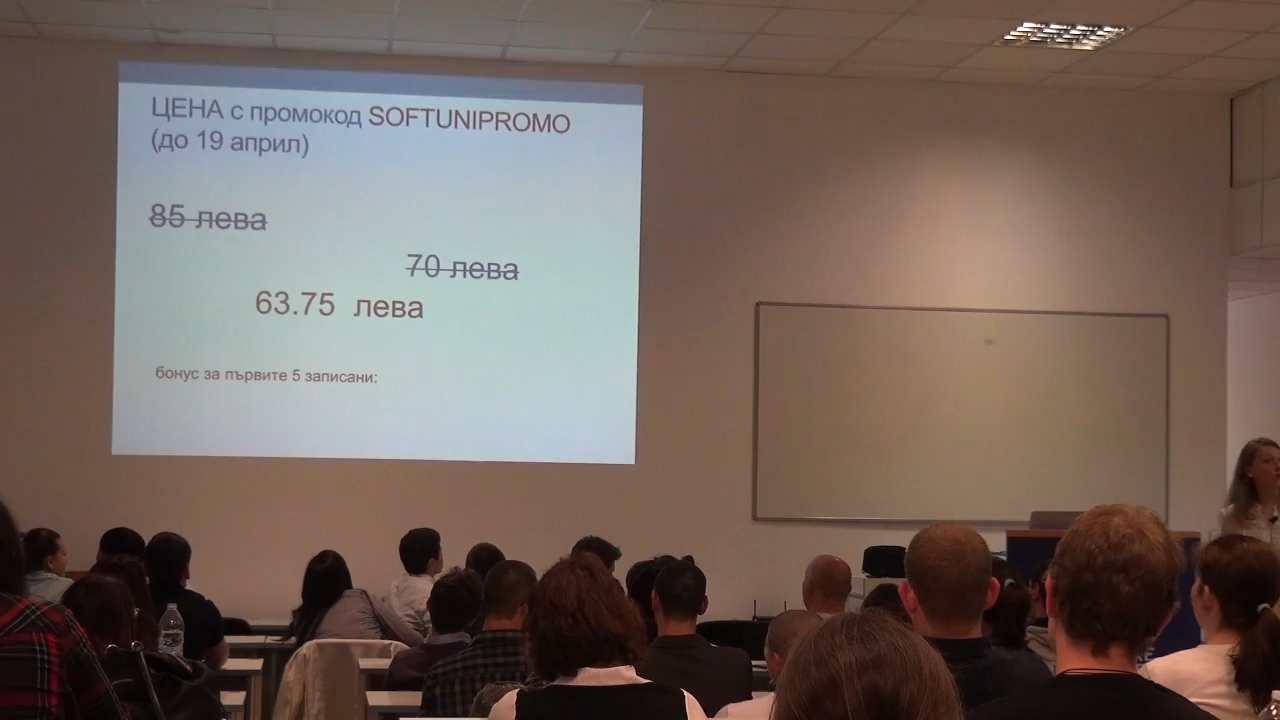 ЦЕНА с промокод SOFTUNIPROMO
(до 19 април)
85 лева
70 лева
63.75 лева
бонус за първите 5 записани: